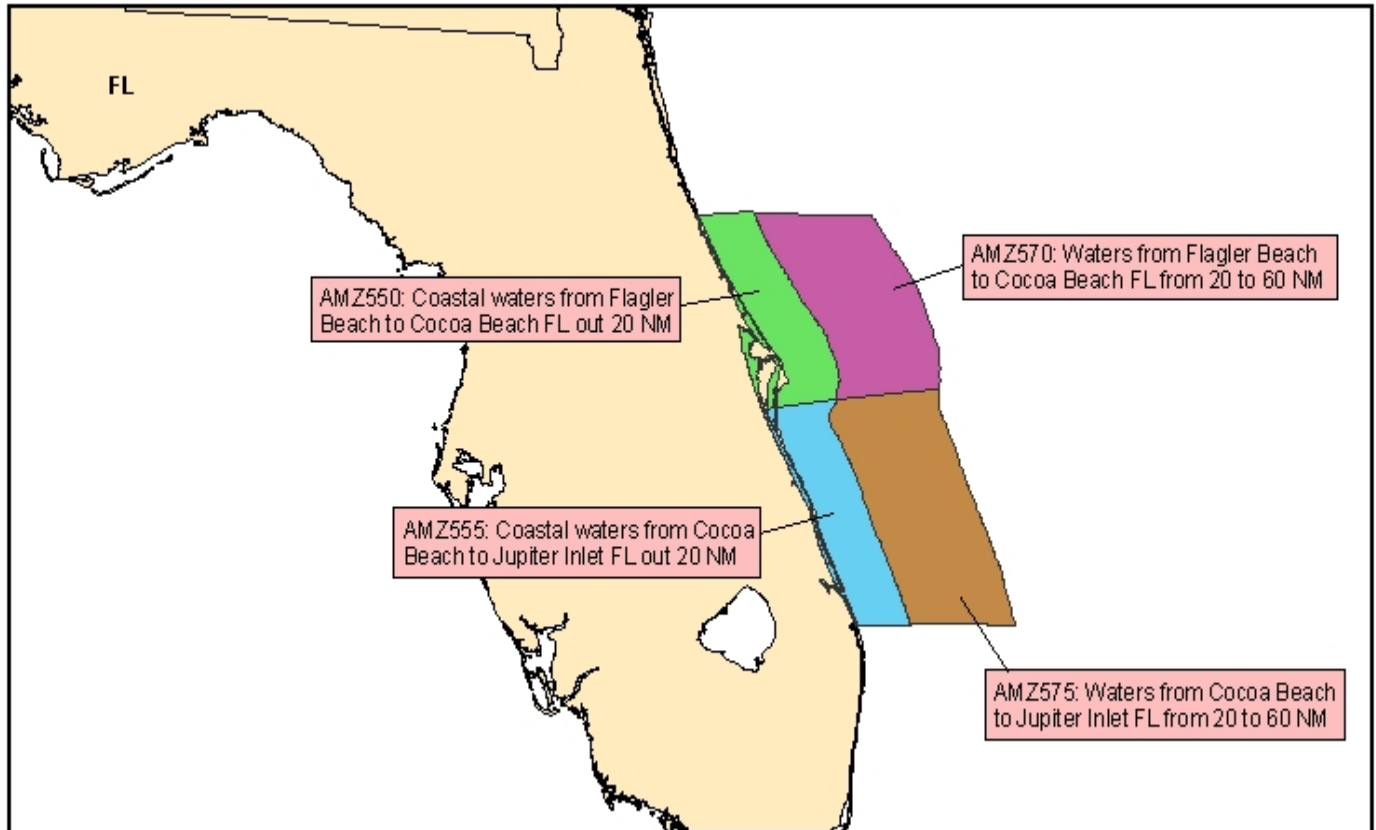 FL
AMZ570: Waters from Flagler Beach
to Cocoa Beach FL from 20 to 60 NM
AMZ550: Coastal waters from Flagler
Beach to Cocoa Beach FL out 20 NM
AMZ555: Coastal waters from Cocoa
Beach to Jupiter Inlet FL out 20 NM
AMZ575: Waters from Cocoa Beach
to Jupiter Inlet FL from 20 to 60 NM